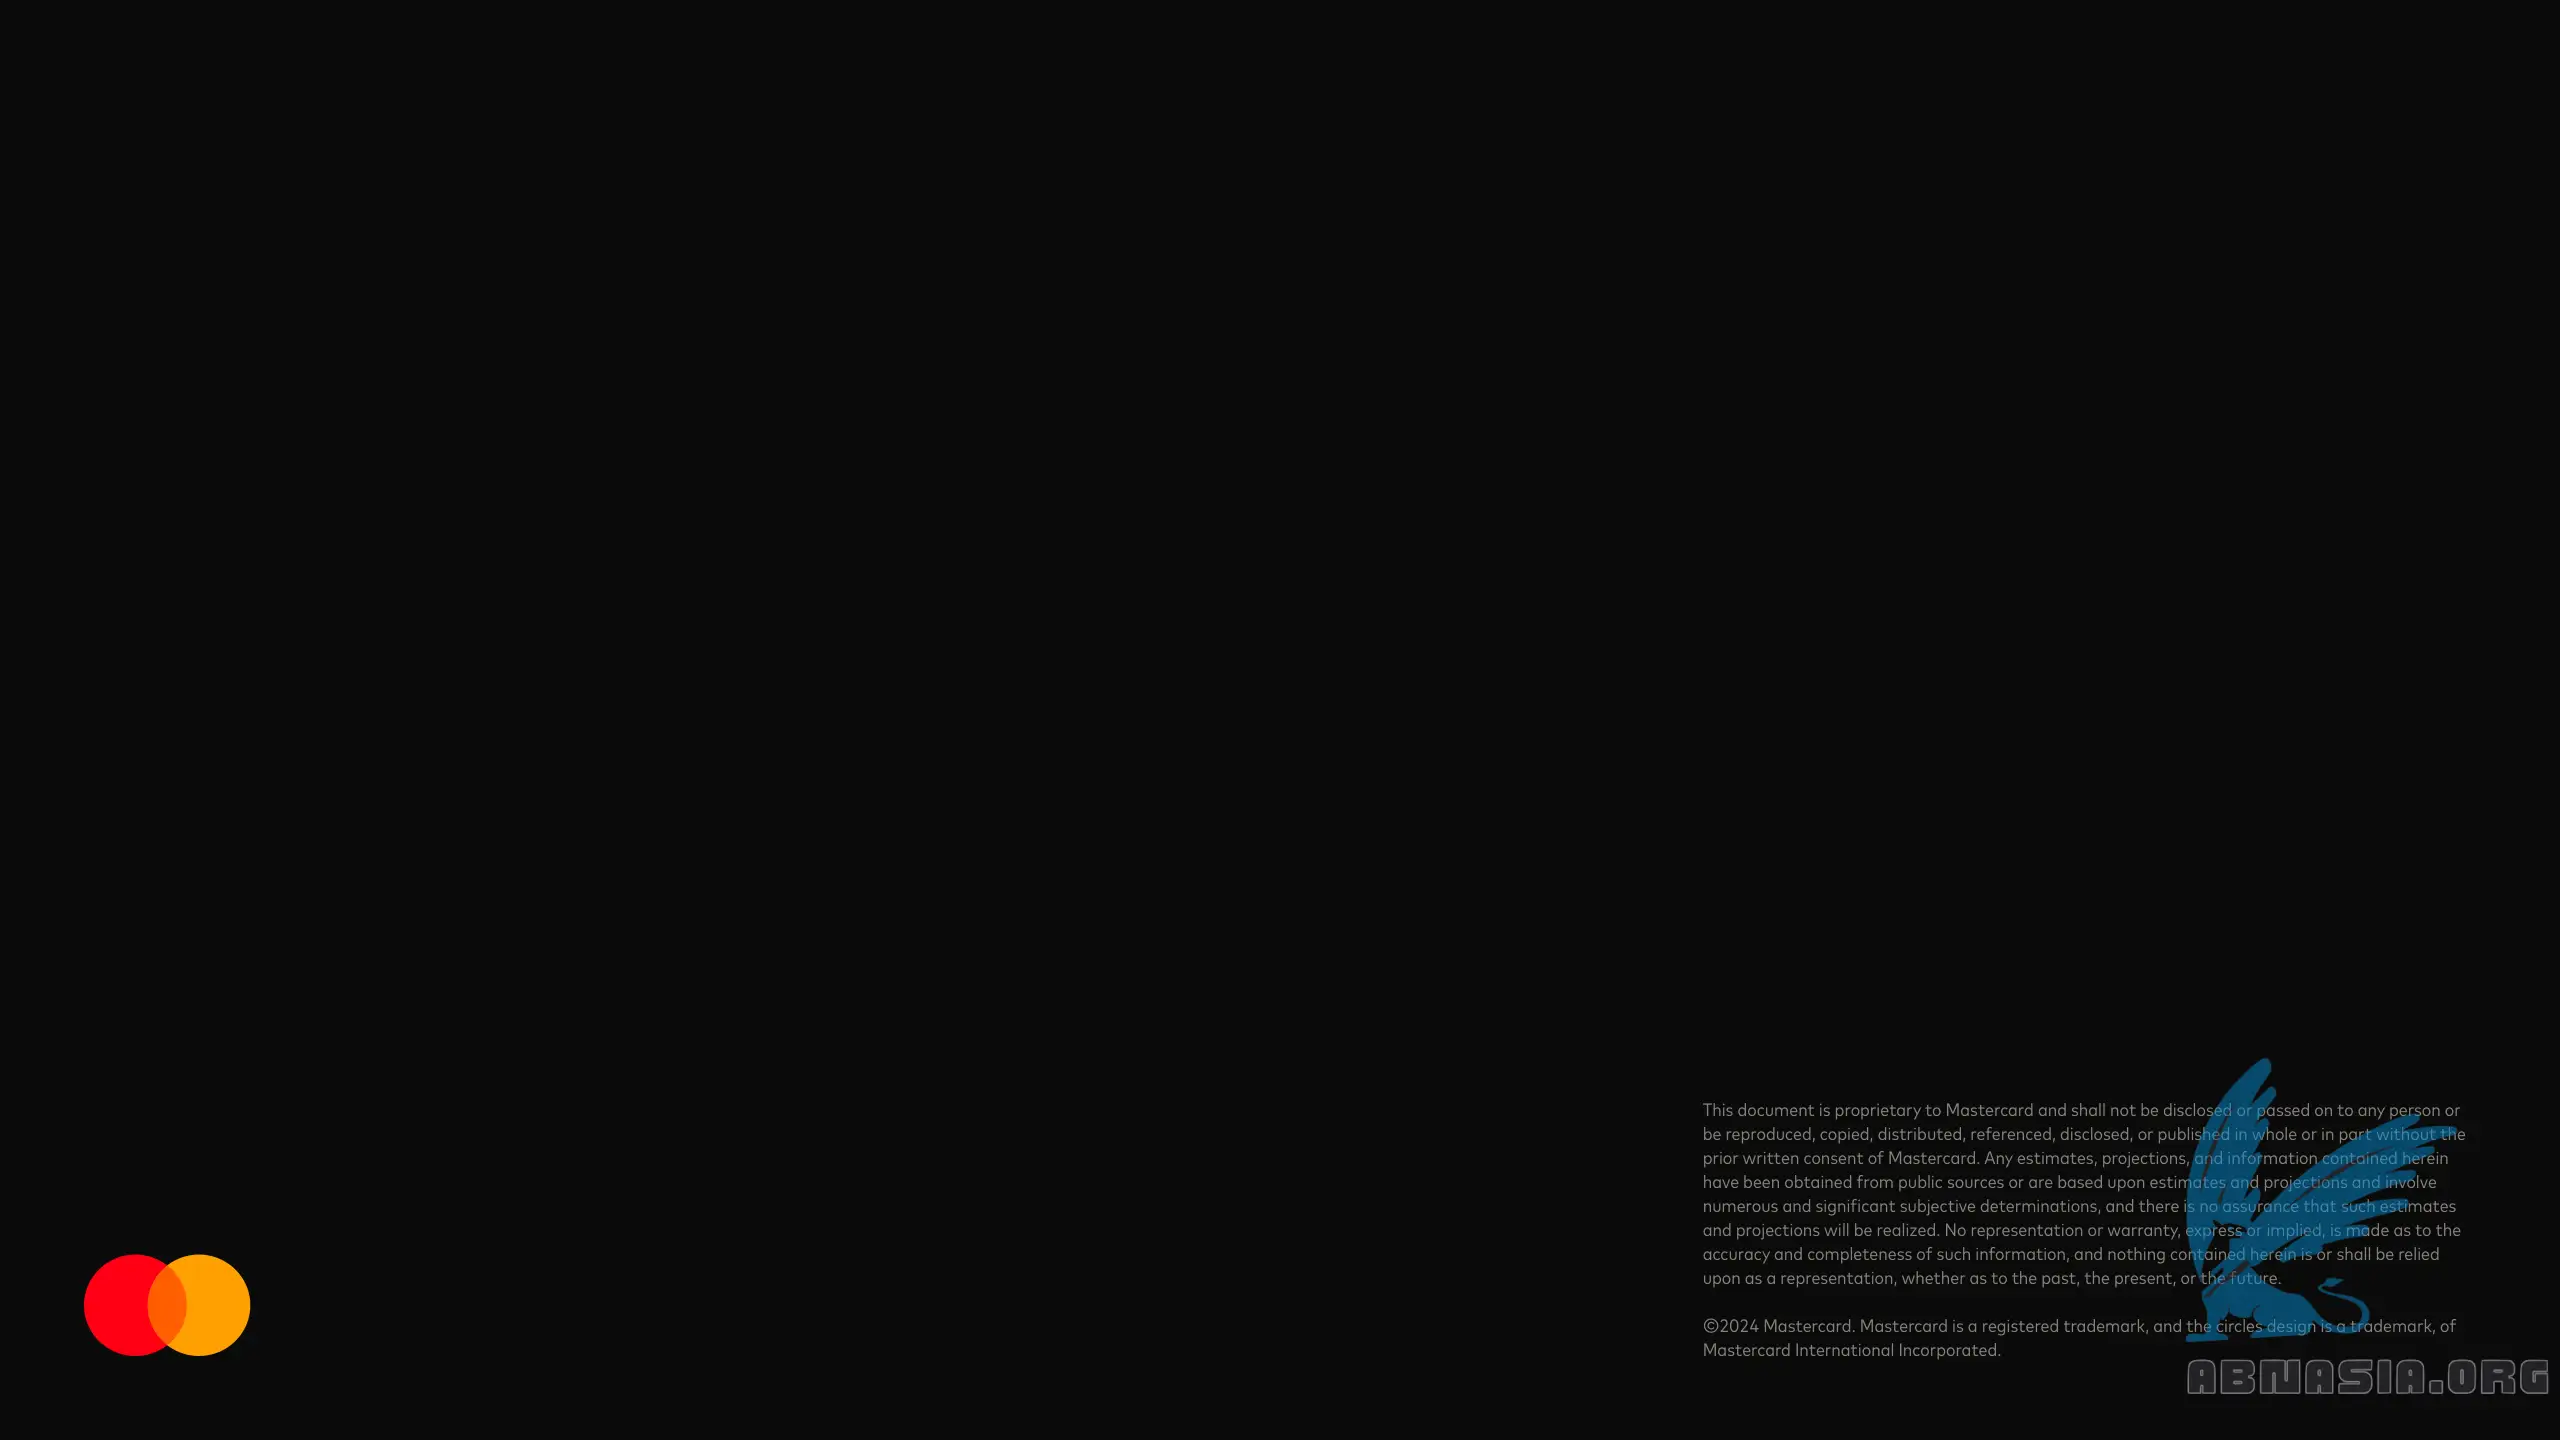 This document is proprietary to Mastercard and shall not be disclosed or passed on to any person or
be reproduced, copied, distributed, referenced, disclosed, or published in whole or in part without the
prior written consent of Mastercard. Any estimates, projections, and information contained herein
have been obtained from public sources or are based upon estimates and projections and involve
numerous and significant subjective determinations, and there is no assurance that such estimates
and projections will be realized. No representation or warranty, express or implied, is made as to the
accuracy and completeness of such information, and nothing contained herein is or shall be relied
upon as a representation, whether as to the past, the present, or the future.
©2024 Mastercard. Mastercard is a registered trademark, and the circles design is a trademark, of
Mastercard International Incorporated.
ABNASIA.ORG